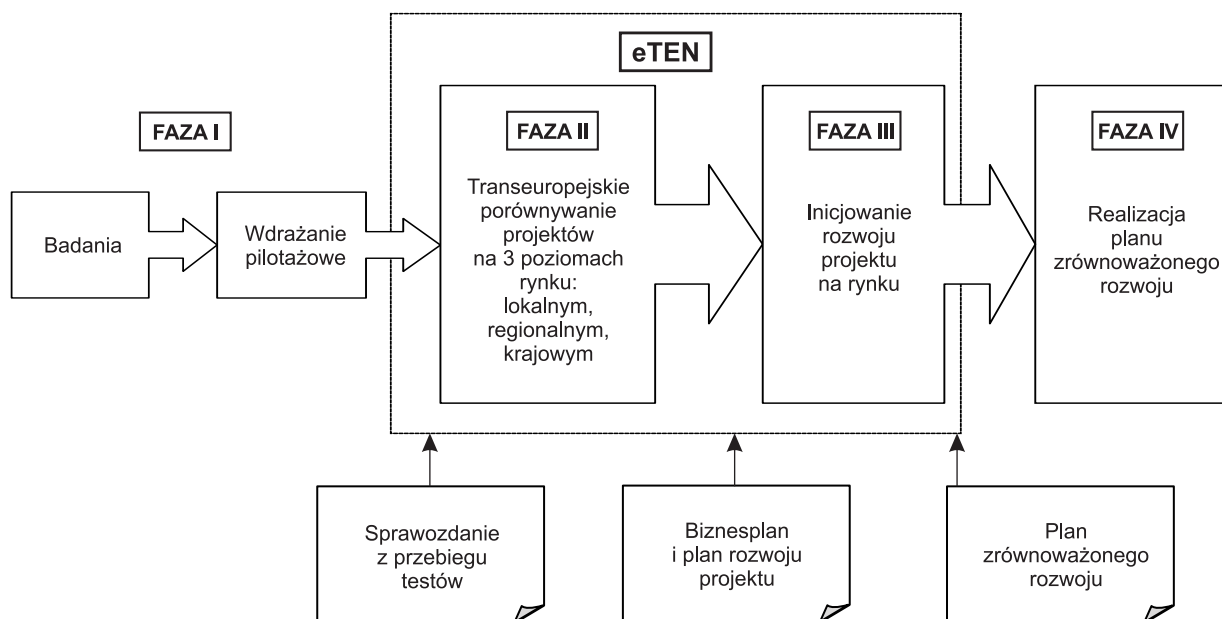 eTEN
FAZA I
Badania
Wdrażanie
pilotażowe
FAZA II
Transeuropejskie
porównywanie
projektów
na 3 poziomach
rynku:
lokalnym,
regionalnym,
krajowym
FAZA III
Inicjowanie
rozwoju
projektu
na rynku
FAZA IV
Realizacja
planu
zrównoważonego
rozwoju
Sprawozdanie
z przebiegu
testów
Biznesplan
i plan rozwoju
projektu
Plan
zrównoważonego
rozwoju